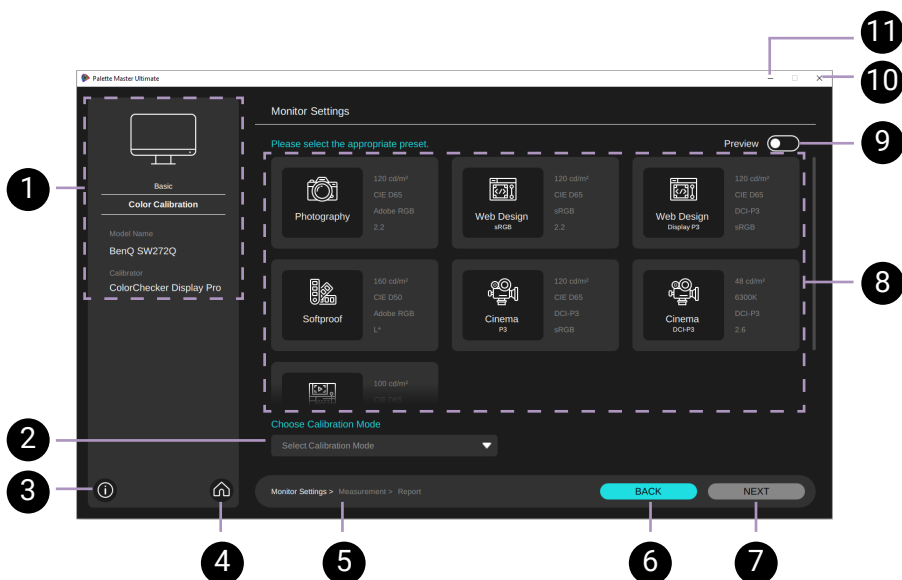 11
Palette Master Ultimate
10
Monitor Settings
Please select the appropriate preset.
Preview
9
1
Basic
Color Calibration
Model Name
BenQ SW272Q
Calibrator
ColorChecker Display Pro
Photography
120 cd/m²
CIE D65
Adobe RGB
2.2
Web Design
sRGB
120 cd/m²
CIE D65
sRGB
2.2
Web Design
Display P3
120 cd/m²
CIE D65
DCI-P3
sRGB
8
Softproof
160 cd/m²
CIE D50
Adobe RGB
L*
Cinema
P3
120 cd/m²
CIE D65
DCI-P3
sRGB
Cinema
DCI-P3
48 cd/m²
6300K
DCI-P3
2.6
100 cd/m²
CIE D65
Choose Calibration Mode
2
Select Calibration Mode
3
Monitor Settings > Measurement > Report
BACK
NEXT
4
5
6
7